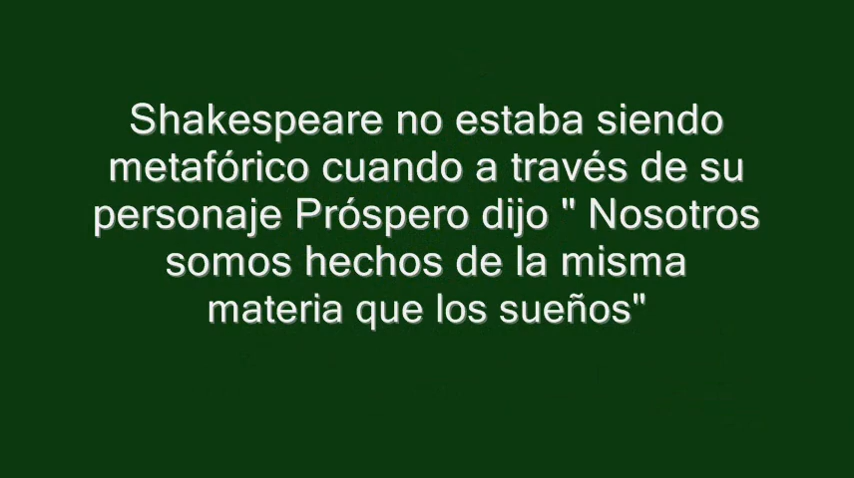 Shakespeare no estaba siendo
metafórico cuando a través de su
personaje Próspero dijo " Nosotros
somos hechos de la misma
materia que los sueños"